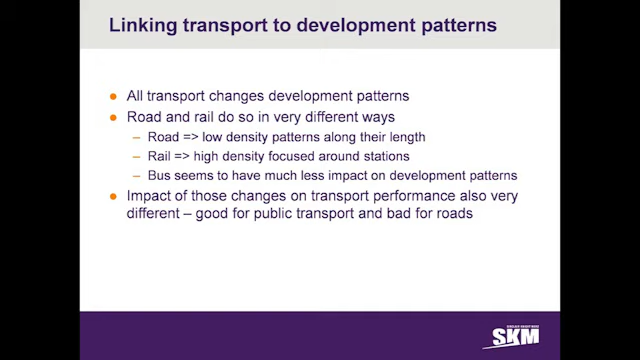 Linking transport to development patterns
● All transport changes development patterns
● Road and rail do so in very different ways
– Road => low density patterns along their length
– Rail => high density focused around stations
– Bus seems to have much less impact on development patterns
● Impact of those changes on transport performance also very
different – good for public transport and bad for roads
SKM